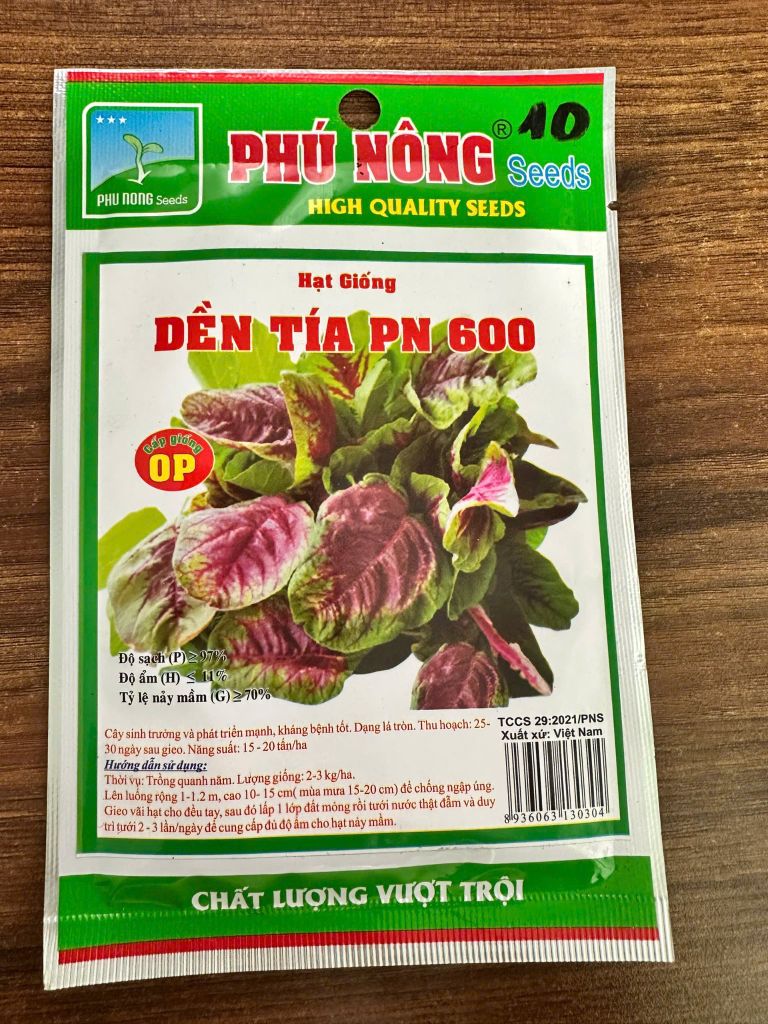 PHU NONG Seeds
PHÚ NÔNG ® Seeds
10
HIGH QUALITY SEEDS
Hạt Giống
DỀN TÍA PN 600
Cấp giống
OP
Độ sạch (P) ≥ 97%
Độ ẩm (H) ≤ 11%
Tỷ lệ nảy mầm (G) ≥ 70%
Cây sinh trưởng và phát triển mạnh, kháng bệnh tốt. Dạng lá tròn. Thu hoạch: 25-
30 ngày sau gieo. Năng suất: 15 - 20 tấn/ha
Hướng dẫn sử dụng:
Thời vụ: Trồng quanh năm. Lượng giống: 2-3 kg/ha.
Lên luống rộng 1-1.2 m, cao 10- 15 cm( mùa mưa 15-20 cm) để chống ngập úng.
Gieo vãi hạt cho đều tay, sau đó lấp 1 lớp đất mỏng rồi tưới nước thật đẫm và duy
trì tưới 2 - 3 lần/ngày để cung cấp đủ độ ẩm cho hạt nảy mầm.
TCCS 29:2021/PNS
Xuất xứ: Việt Nam
8 936063 130304
CHẤT LƯỢNG VƯỢT TRỘI